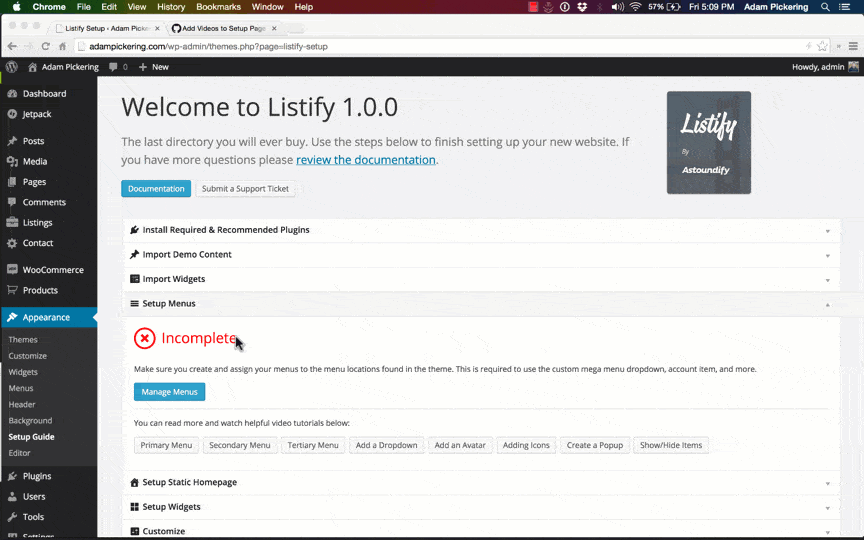 Chrome File Edit View History Bookmarks Window Help 57% Fri 5:09 PM Adam Pickering
Listify Setup ‹ Adam Picker
Add Videos to Setup Page
adampickering.com/wp-admin/themes.php?page=listify-setup
Adam Pickering 0 + New Howdy, admin
Dashboard
Jetpack
Posts
Media
Pages
Comments
Listings
Contact
WooCommerce
Products
Appearance
Themes
Customize
Widgets
Menus
Header
Background
Setup Guide
Editor
Plugins
Users
Tools
Settings
Welcome to Listify 1.0.0
The last directory you will ever buy. Use the steps below to finish setting up your new website. If
you have more questions please review the documentation.
Documentation Submit a Support Ticket
Listify
By
Astoundify
Install Required & Recommended Plugins
Import Demo Content
Import Widgets
Setup Menus
Incomplete
Make sure you create and assign your menus to the menu locations found in the theme. This is required to use the custom mega menu dropdown, account item, and more.
Manage Menus
You can read more and watch helpful video tutorials below:
Primary Menu Secondary Menu Tertiary Menu Add a Dropdown Add an Avatar Adding Icons Create a Popup Show/Hide Items
Setup Static Homepage
Setup Widgets
Customize